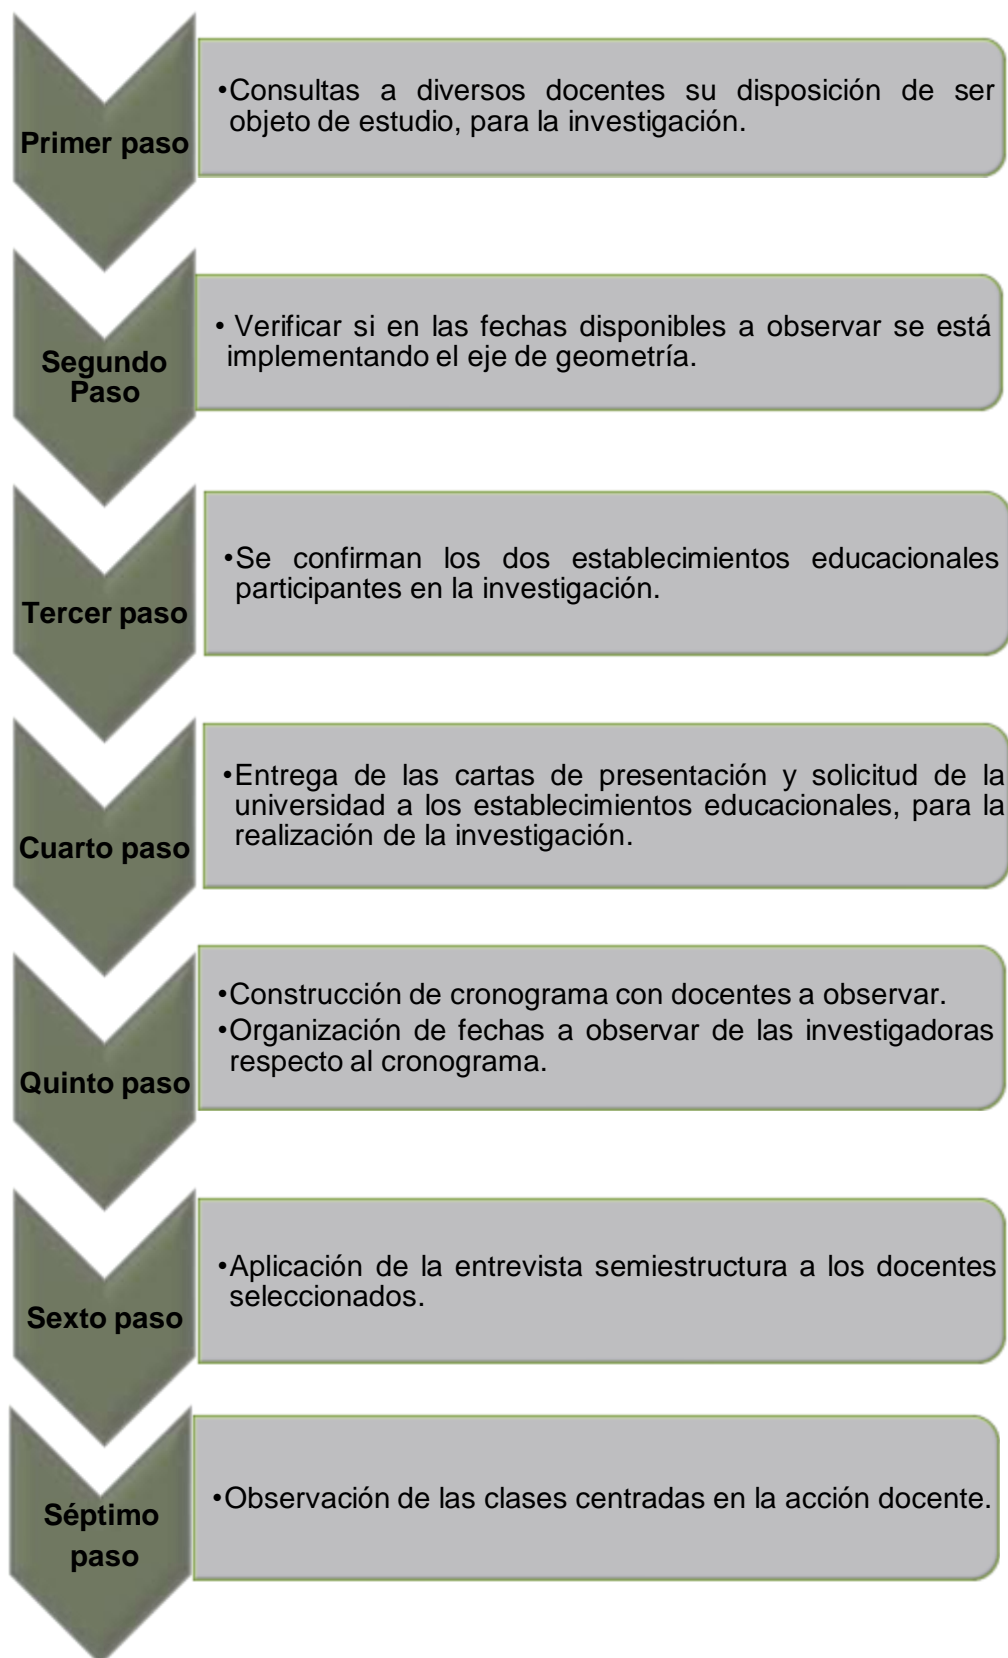 Primer paso
•Consultas a diversos docentes su disposición de ser
objeto de estudio, para la investigación.
Segundo
Paso
• Verificar si en las fechas disponibles a observar se está
implementando el eje de geometría.
Tercer paso
•Se confirman los dos establecimientos educacionales
participantes en la investigación.
Cuarto paso
•Entrega de las cartas de presentación y solicitud de la
universidad a los establecimientos educacionales, para la
realización de la investigación.
Quinto paso
•Construcción de cronograma con docentes a observar.
•Organización de fechas a observar de las investigadoras
respecto al cronograma.
Sexto paso
•Aplicación de la entrevista semiestructura a los docentes
seleccionados.
Séptimo
paso
•Observación de las clases centradas en la acción docente.